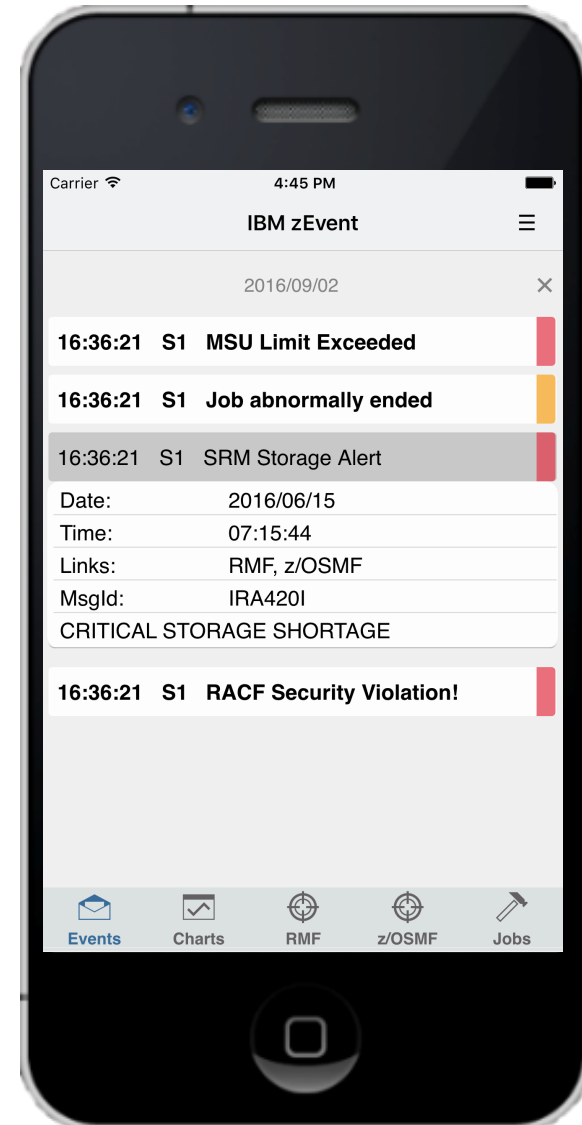 Carrier 4:45 PM
IBM zEvent
2016/09/02
16:36:21 S1 MSU Limit Exceeded
16:36:21 S1 Job abnormally ended
16:36:21 S1 SRM Storage Alert
Date: 2016/06/15
Time: 07:15:44
Links: RMF, z/OSMF
MsgId: IRA420I
CRITICAL STORAGE SHORTAGE
16:36:21 S1 RACF Security Violation!
Events Charts RMF z/OSMF Jobs